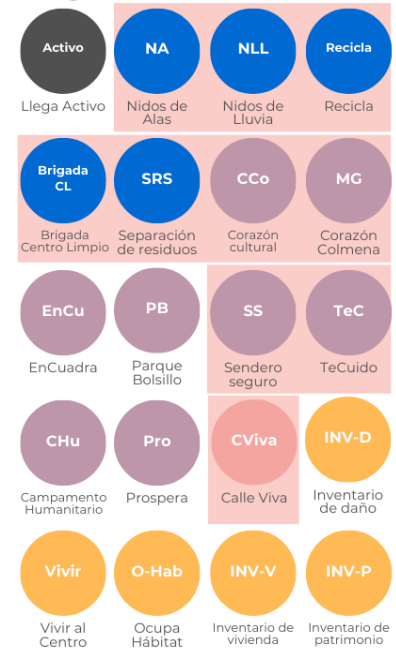 Activo
NA
NLL
Recicla
Llega Activo
Nidos de
Alas
Nidos de
Lluvia
Recicla
Brigada
CL
SRS
CCo
MG
Brigada
Centro Limpio
Separación
de residuos
Corazón
cultural
Corazón
Colmena
EnCu
PB
SS
TeC
EnCuadra
Parque
Bolsillo
Sendero
seguro
TeCuido
CHu
Pro
CViva
INV-D
Campamento
Humanitario
Prospera
Calle Viva
Inventario
de daño
Vivir
O-Hab
INV-V
INV-P
Vivir al
Centro
Ocupa
Hábitat
Inventario de
vivienda
Inventario de
patrimonio